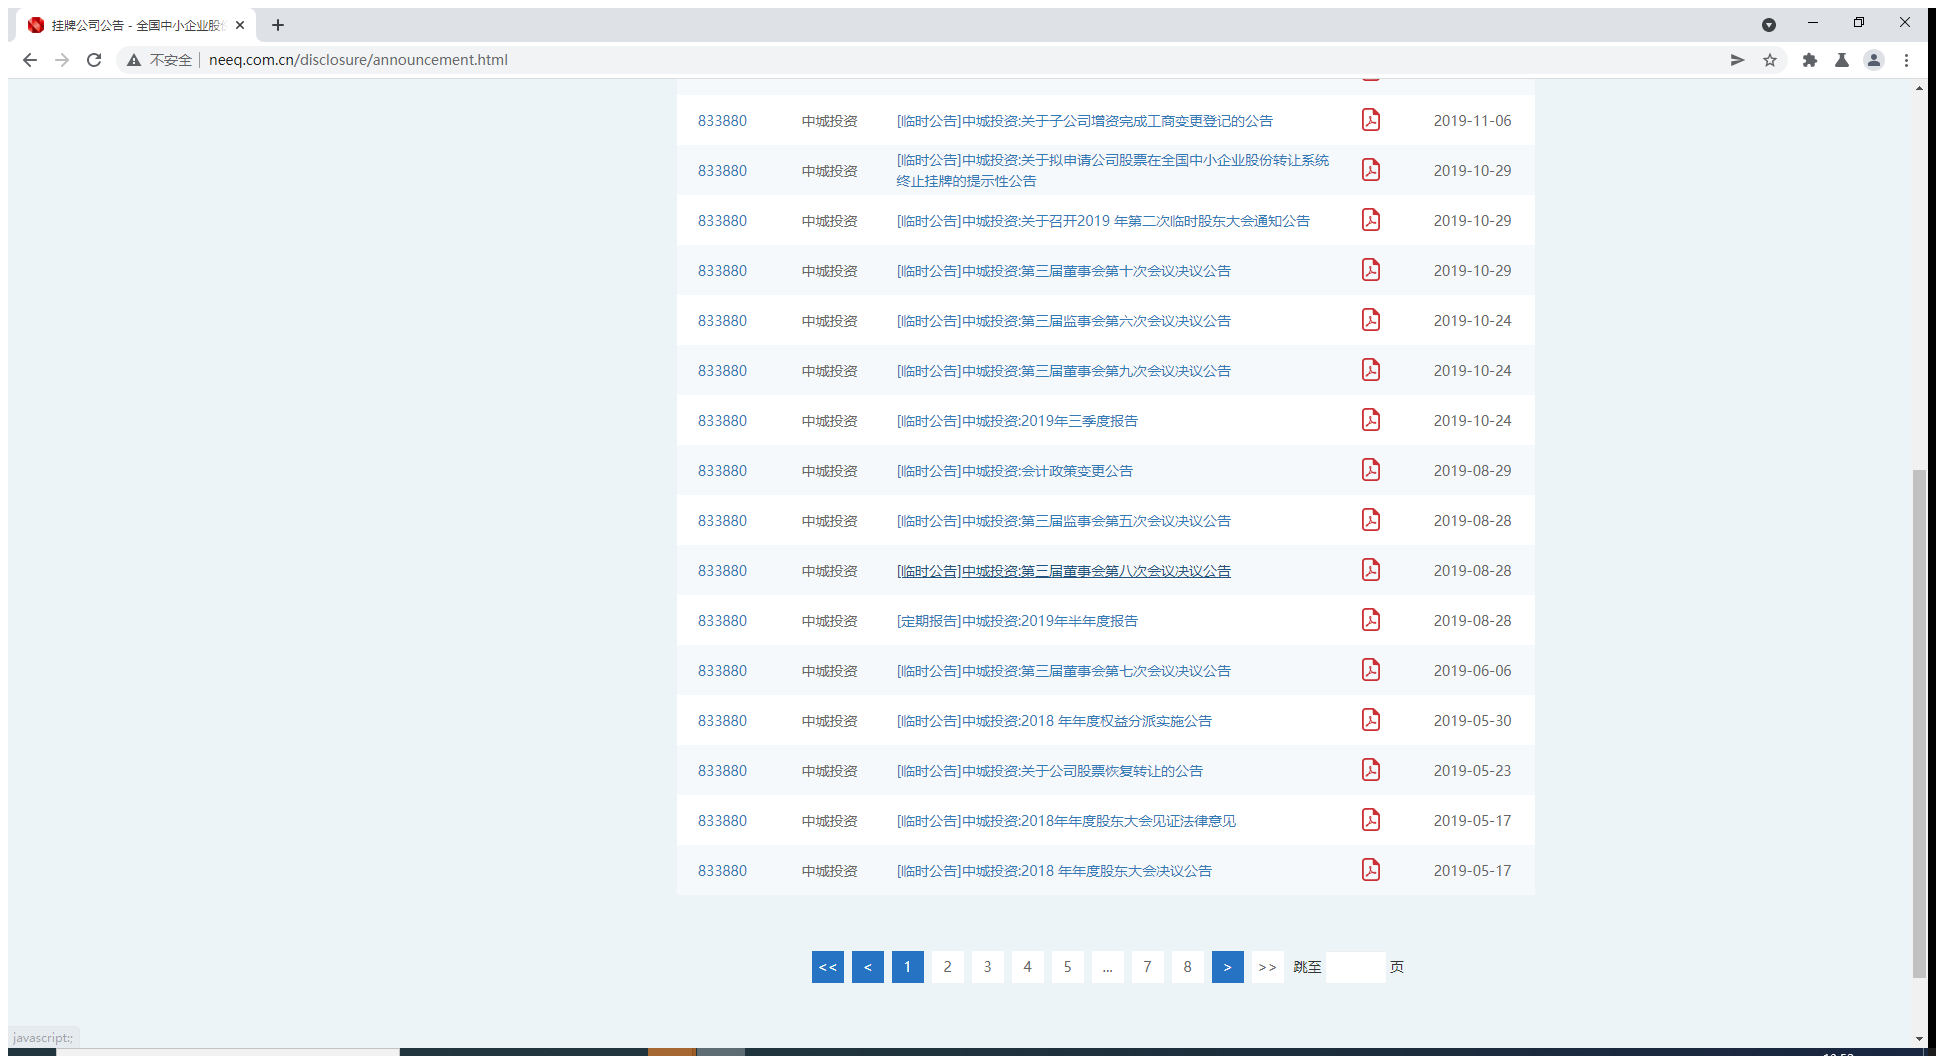 挂牌公司公告 - 全国中小企业股
不安全 neeq.com.cn/disclosure/announcement.html
833880 中城投资 [临时公告]中城投资:关于子公司增资完成工商变更登记的公告 2019-11-06
833880 中城投资 [临时公告]中城投资:关于拟申请公司股票在全国中小企业股份转让系统
终止挂牌的提示性公告 2019-10-29
833880 中城投资 [临时公告]中城投资:关于召开2019 年第二次临时股东大会通知公告 2019-10-29
833880 中城投资 [临时公告]中城投资:第三届董事会第十次会议决议公告 2019-10-29
833880 中城投资 [临时公告]中城投资:第三届监事会第六次会议决议公告 2019-10-24
833880 中城投资 [临时公告]中城投资:第三届董事会第九次会议决议公告 2019-10-24
833880 中城投资 [临时公告]中城投资:2019年三季度报告 2019-10-24
833880 中城投资 [临时公告]中城投资:会计政策变更公告 2019-08-29
833880 中城投资 [临时公告]中城投资:第三届监事会第五次会议决议公告 2019-08-28
833880 中城投资 [临时公告]中城投资:第三届董事会第八次会议决议公告 2019-08-28
833880 中城投资 [定期报告]中城投资:2019年半年度报告 2019-08-28
833880 中城投资 [临时公告]中城投资:第三届董事会第七次会议决议公告 2019-06-06
833880 中城投资 [临时公告]中城投资:2018 年年度权益分派实施公告 2019-05-30
833880 中城投资 [临时公告]中城投资:关于公司股票恢复转让的公告 2019-05-23
833880 中城投资 [临时公告]中城投资:2018年年度股东大会见证法律意见 2019-05-17
833880 中城投资 [临时公告]中城投资:2018 年年度股东大会决议公告 2019-05-17
<< < 1 2 3 4 5 ... 7 8 > >> 跳至 页
javascript:;